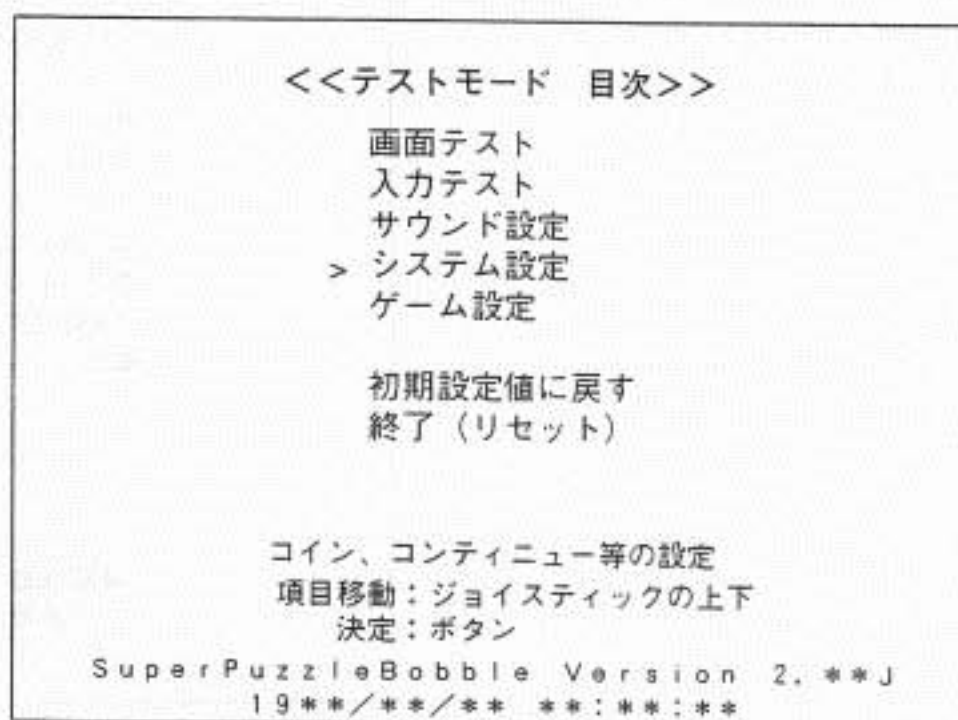 <<テストモード 目次>>
画面テスト
入力テスト
サウンド設定
> システム設定
ゲーム設定
初期設定値に戻す
終了（リセット）
コイン、コンティニュー等の設定
項目移動：ジョイスティックの上下
決定：ボタン
SuperPuzzleBobble Version 2.**J
19**/**/** **:**:**